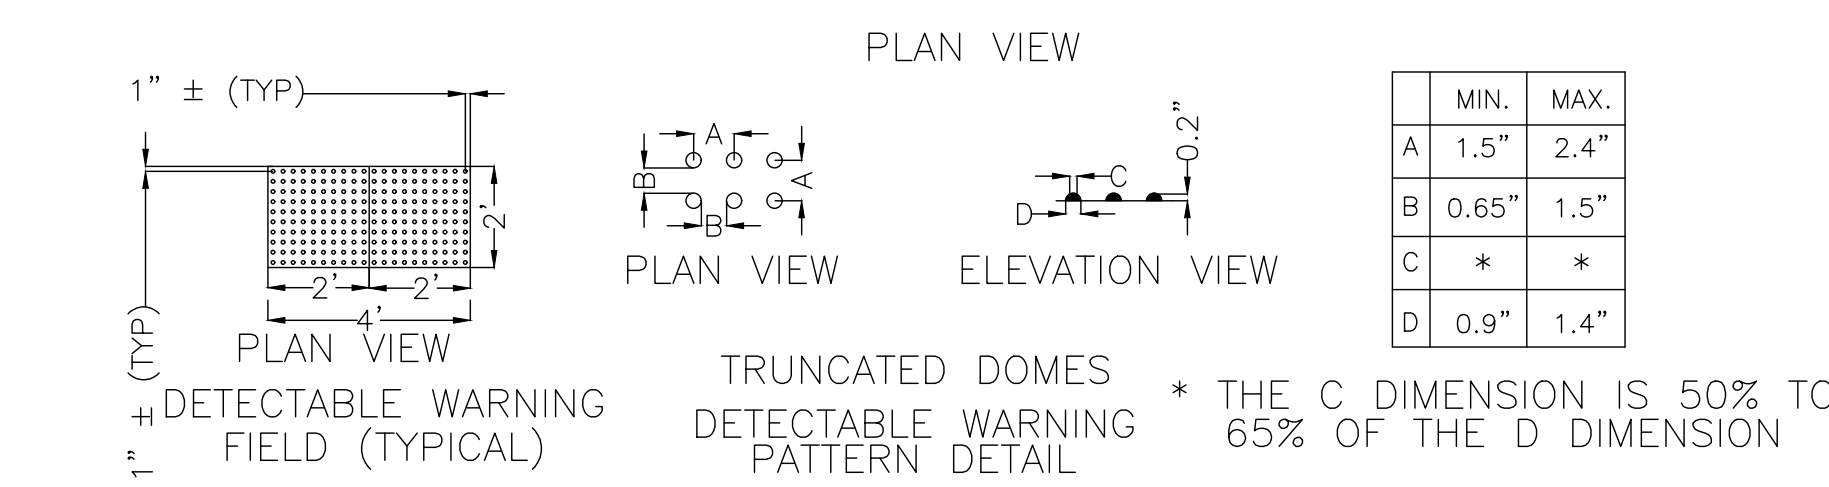 PLAN VIEW
1" ± (TYP)
1" ± (TYP)
2'
2'
2'
4'
PLAN VIEW
DETECTABLE WARNING
FIELD (TYPICAL)
A
B
A
B
PLAN VIEW
0.2"
C
D
ELEVATION VIEW
TRUNCATED DOMES
DETECTABLE WARNING
PATTERN DETAIL
MIN. MAX.
A 1.5" 2.4"
B 0.65" 1.5"
C * *
D 0.9" 1.4"
* THE C DIMENSION IS 50% TO
65% OF THE D DIMENSION